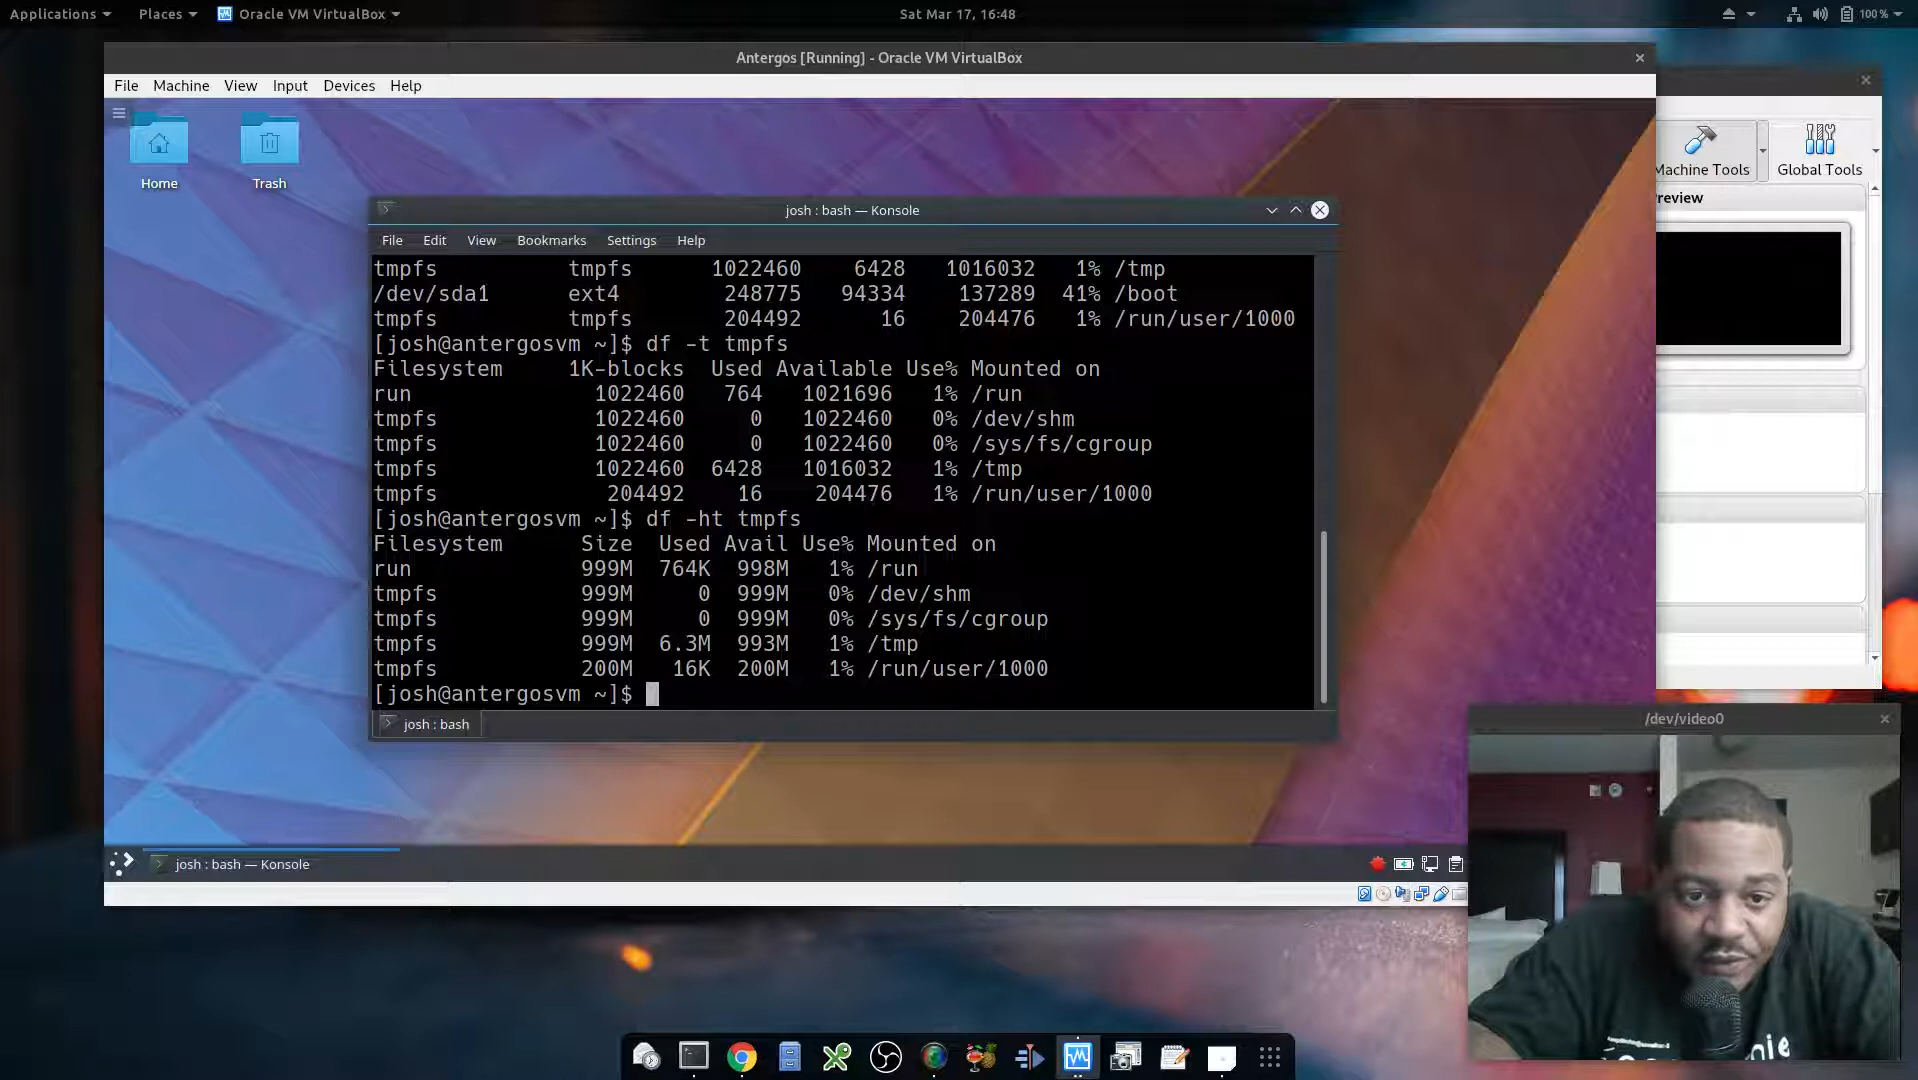 Applications Places Oracle VM VirtualBox Sat Mar 17, 16:48 100 %
Antergos [Running] - Oracle VM VirtualBox
File Machine View Input Devices Help
Home Trash
Machine Tools Global Tools
Preview
josh : bash — Konsole
File Edit View Bookmarks Settings Help
tmpfs tmpfs 1022460 6428 1016032 1% /tmp
/dev/sda1 ext4 248775 94334 137289 41% /boot
tmpfs tmpfs 204492 16 204476 1% /run/user/1000
[josh@antergosvm ~]$ df -t tmpfs
Filesystem 1K-blocks Used Available Use% Mounted on
run 1022460 764 1021696 1% /run
tmpfs 1022460 0 1022460 0% /dev/shm
tmpfs 1022460 0 1022460 0% /sys/fs/cgroup
tmpfs 1022460 6428 1016032 1% /tmp
tmpfs 204492 16 204476 1% /run/user/1000
[josh@antergosvm ~]$ df -ht tmpfs
Filesystem Size Used Avail Use% Mounted on
run 999M 764K 998M 1% /run
tmpfs 999M 0 999M 0% /dev/shm
tmpfs 999M 0 999M 0% /sys/fs/cgroup
tmpfs 999M 6.3M 993M 1% /tmp
tmpfs 200M 16K 200M 1% /run/user/1000
[josh@antergosvm ~]$
josh : bash
/dev/video0
josh : bash — Konsole